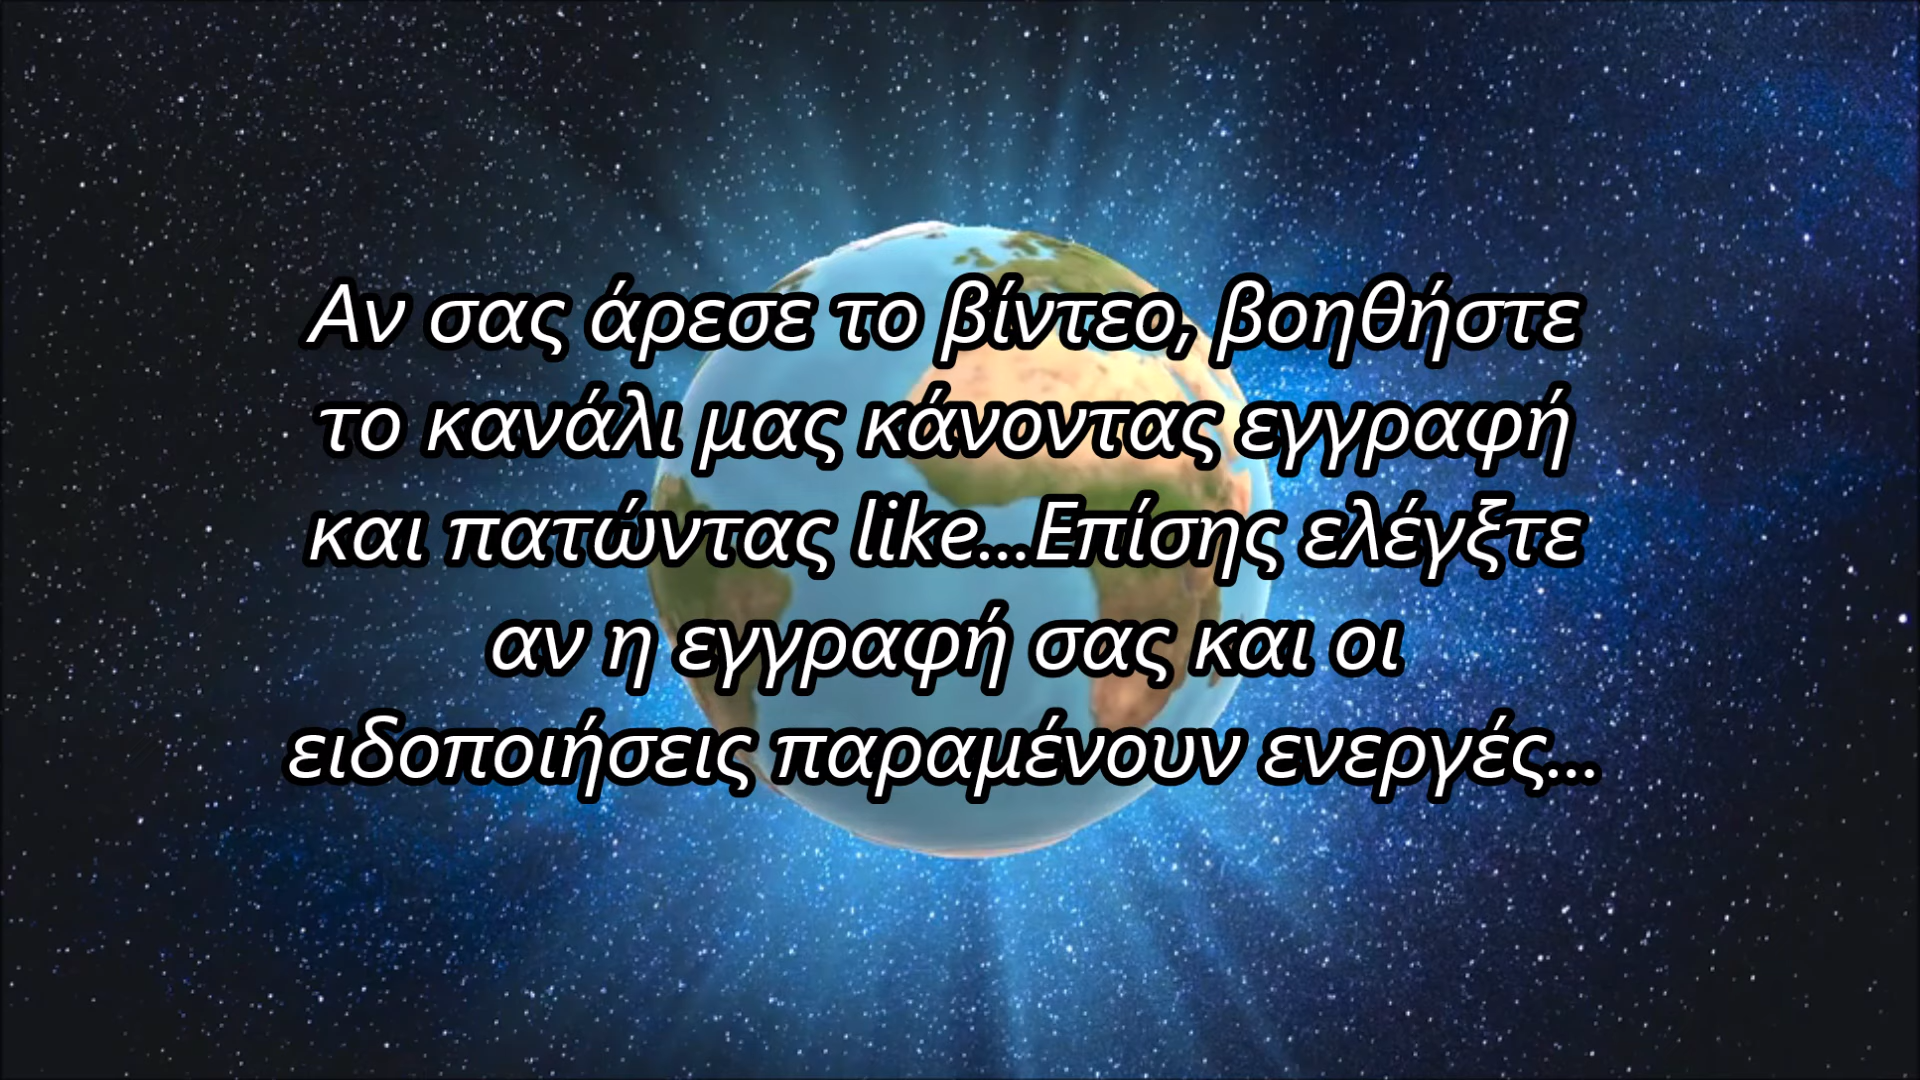 Αν σας άρεσε το βίντεο, βοηθήστε
το κανάλι μας κάνοντας εγγραφή
και πατώντας like...Επίσης ελέγξτε
αν η εγγραφή σας και οι
ειδοποιήσεις παραμένουν ενεργές...